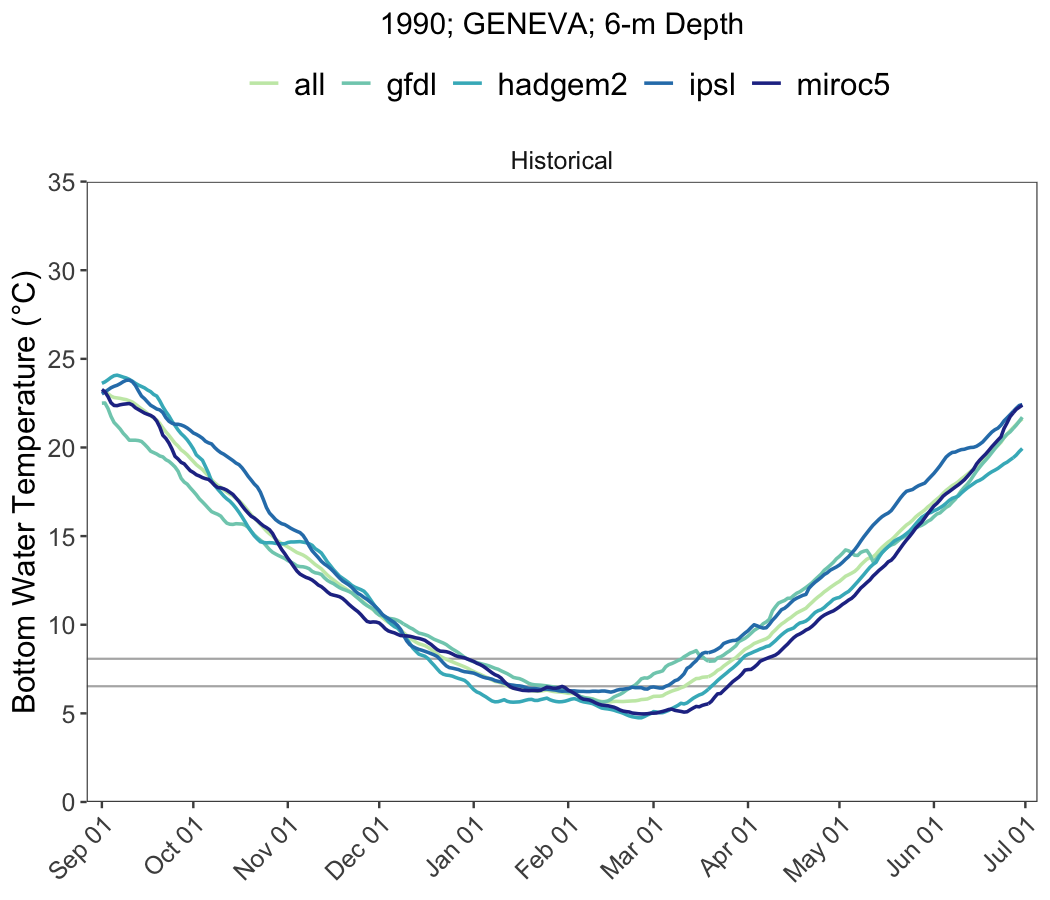 1990; GENEVA; 6-m Depth
all gfdl hadgem2 ipsl miroc5
Historical
Bottom Water Temperature (°C)
35
30
25
20
15
10
5
0
Sep 01 Oct 01 Nov 01 Dec 01 Jan 01 Feb 01 Mar 01 Apr 01 May 01 Jun 01 Jul 01